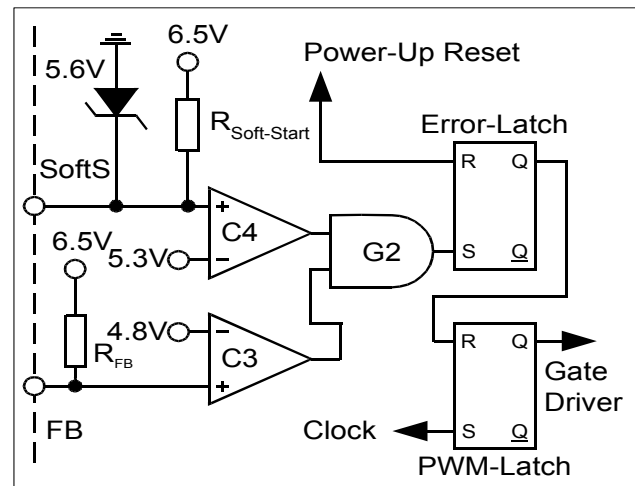 6.5V
Power-Up Reset
5.6V
R Soft-Start
Error-Latch
SoftS
R Q
+
C4
-
5.3V
G2
S Q
6.5V
4.8V
-
C3
+
R FB
R Q
Gate
Driver
FB
Clock
S Q
PWM-Latch